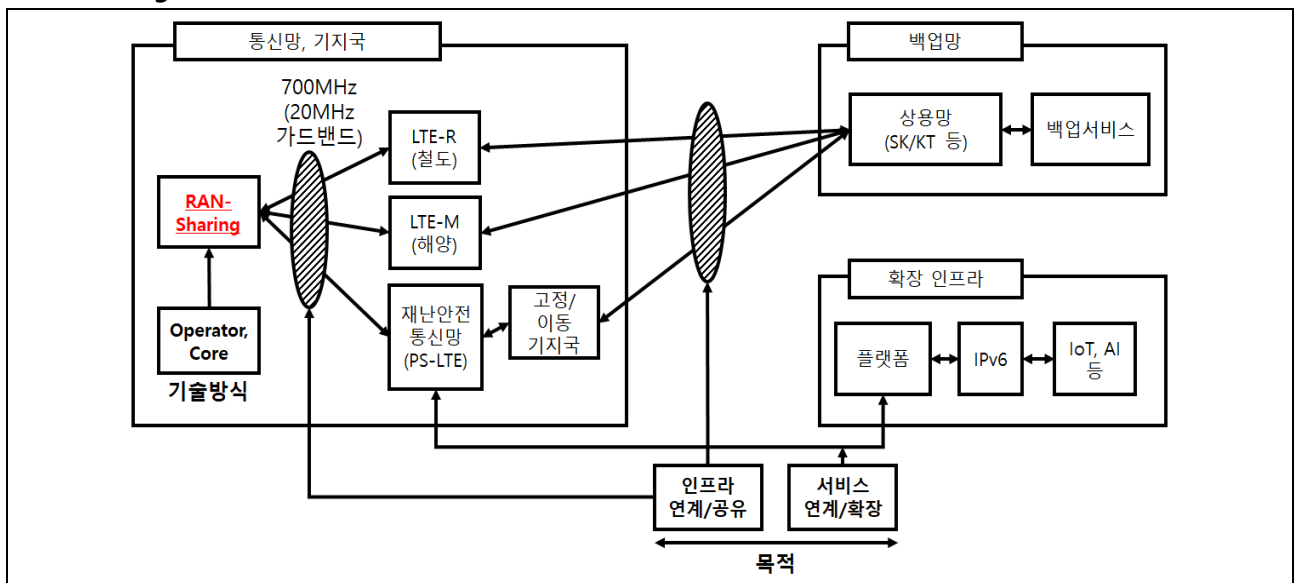 통신망, 기지국
700MHz
(20MHz
가드밴드)
LTE-R
(철도)
RAN-
Sharing
LTE-M
(해양)
Operator,
Core
기술방식
재난안전
통신망
(PS-LTE)
고정/
이동
기지국
백업망
상용망
(SK/KT 등)
백업서비스
확장 인프라
플랫폼
IPv6
IoT, AI
등
인프라
연계/공유
서비스
연계/확장
목적